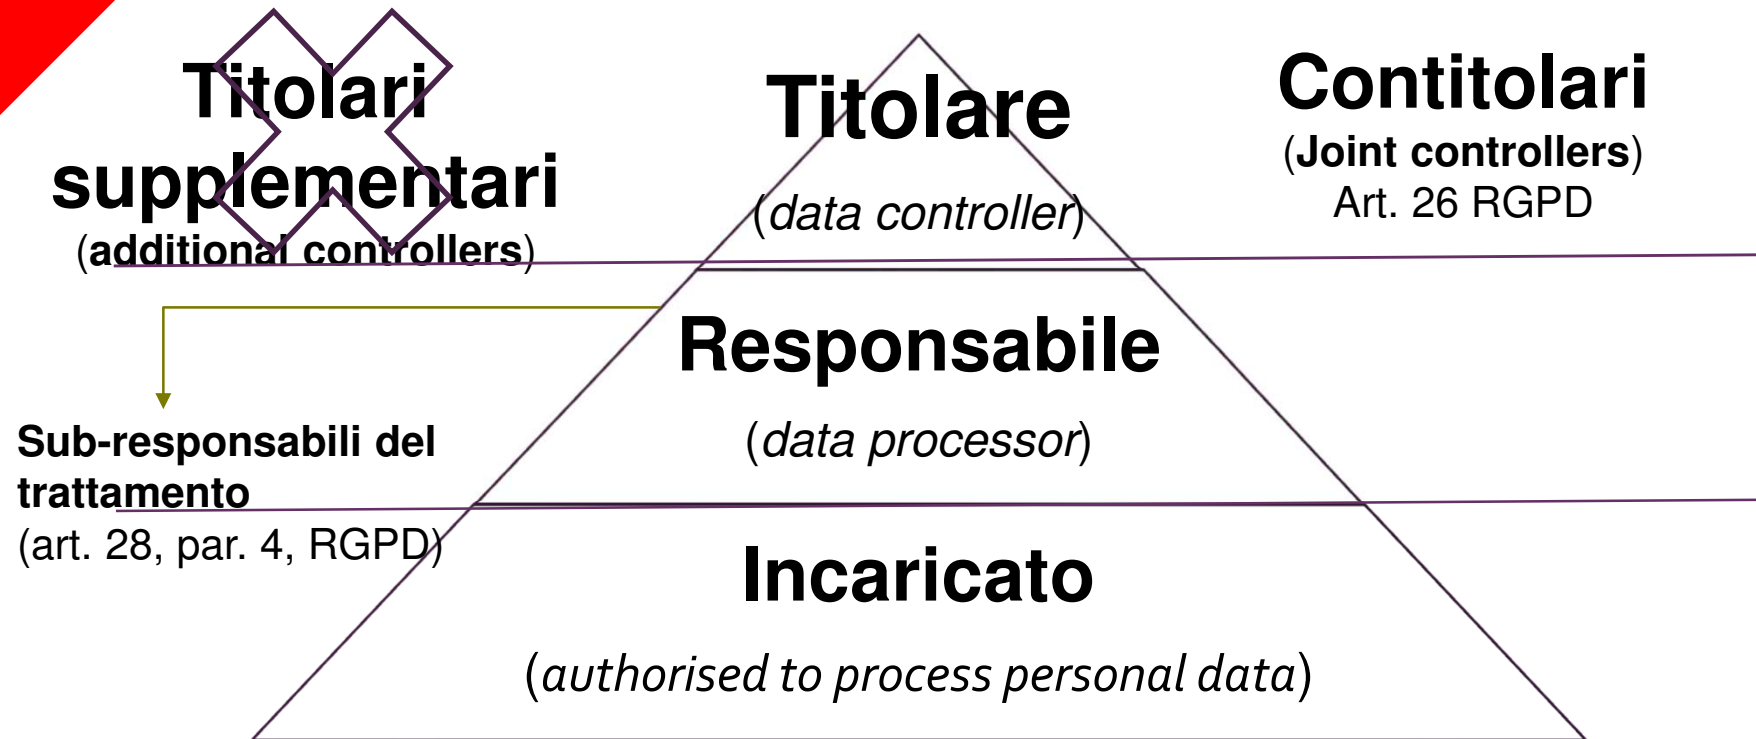 Titolari
supplementari
(additional controllers)
Titolare
(data controller)
Contitolari
(Joint controllers)
Art. 26 RGPD
Responsabile
(data processor)
Sub-responsabili del
trattamento
(art. 28, par. 4, RGPD)
Incaricato
(authorised to process personal data)